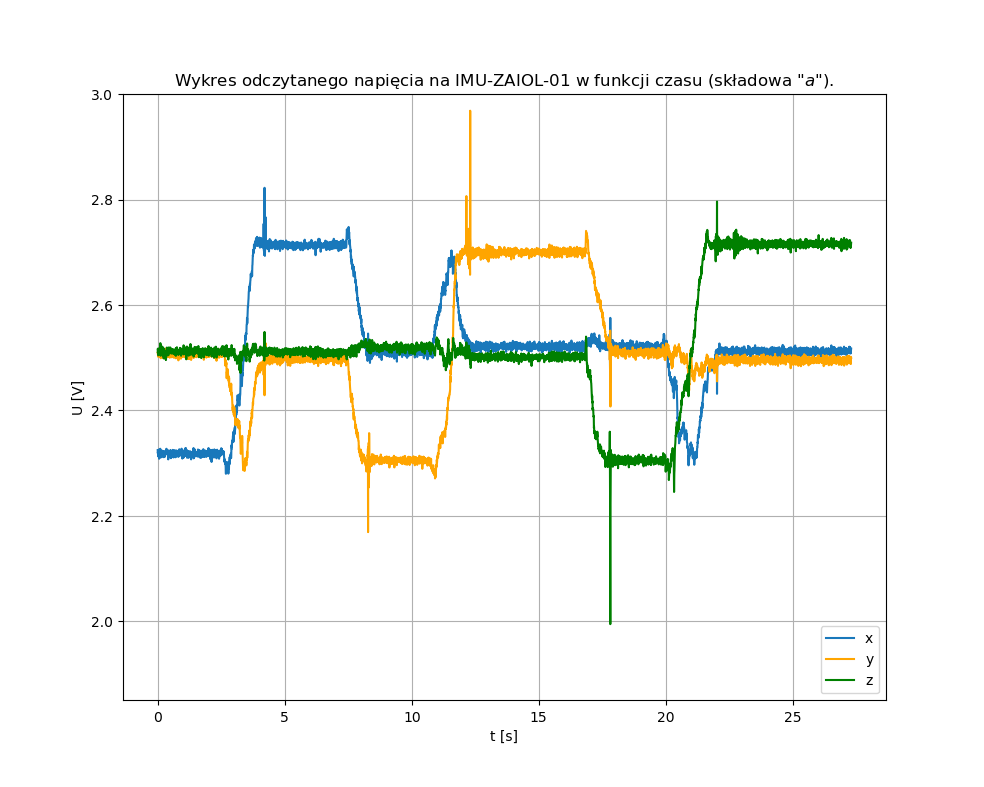 Wykres odczytanego napięcia na IMU-ZAIOL-01 w funkcji czasu (składowa "a").
3.0
2.8
2.6
2.4
2.2
2.0
U [V]
0 5 10 15 20 25
t [s]
x
y
z